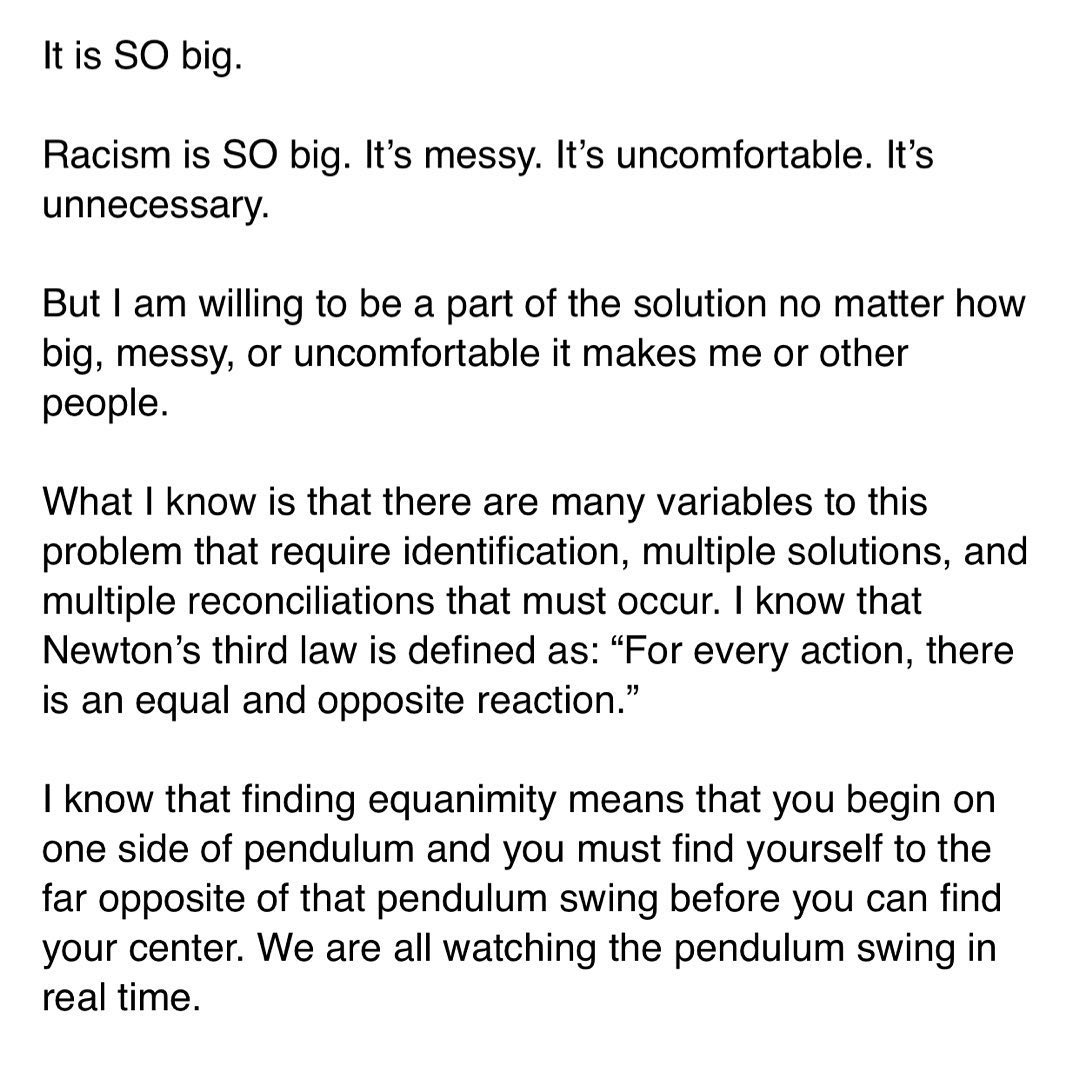 It is SO big.
Racism is SO big. It’s messy. It’s uncomfortable. It’s
unnecessary.
But I am willing to be a part of the solution no matter how
big, messy, or uncomfortable it makes me or other
people.
What I know is that there are many variables to this
problem that require identification, multiple solutions, and
multiple reconciliations that must occur. I know that
Newton’s third law is defined as: “For every action, there
is an equal and opposite reaction.”
I know that finding equanimity means that you begin on
one side of pendulum and you must find yourself to the
far opposite of that pendulum swing before you can find
your center. We are all watching the pendulum swing in
real time.